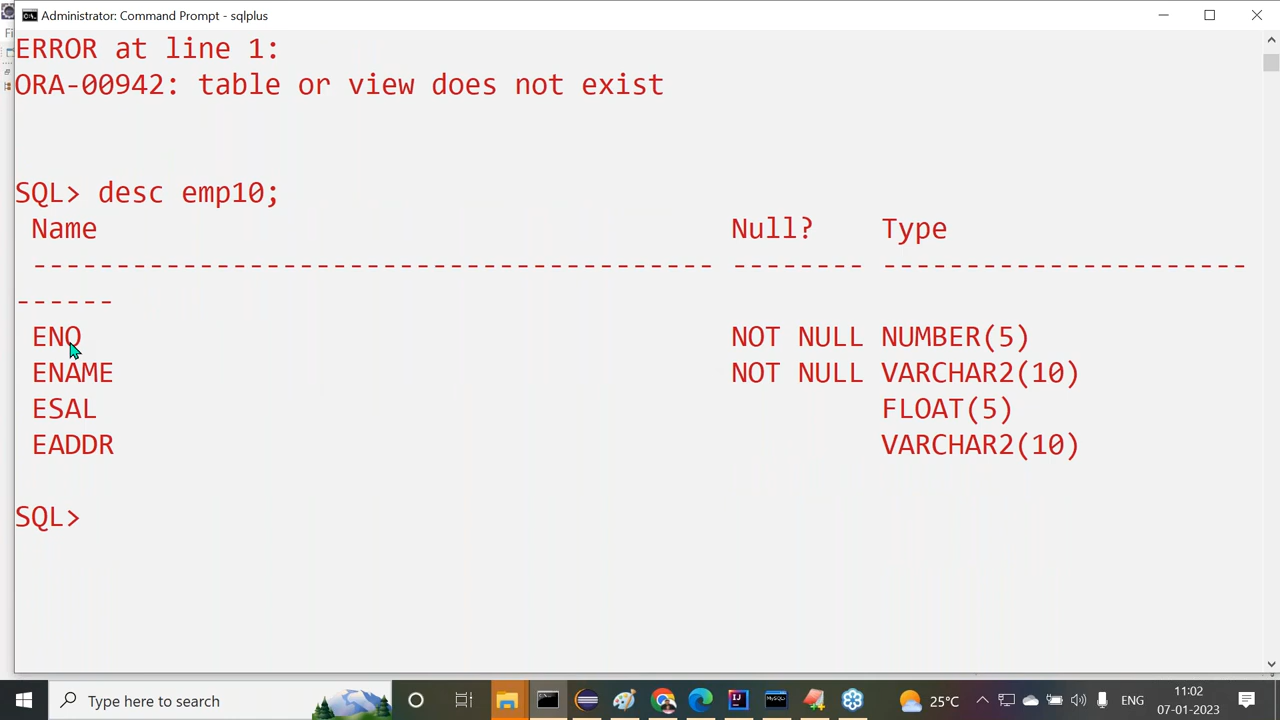 Administrator: Command Prompt - sqlplus
ERROR at line 1:
ORA-00942: table or view does not exist
SQL> desc emp10;
Name Null? Type
----------------------------------------- -------- ----------------------
------
ENO NOT NULL NUMBER(5)
ENAME NOT NULL VARCHAR2(10)
ESAL FLOAT(5)
EADDR VARCHAR2(10)
SQL>
Type here to search
25°C
ENG
11:02
07-01-2023